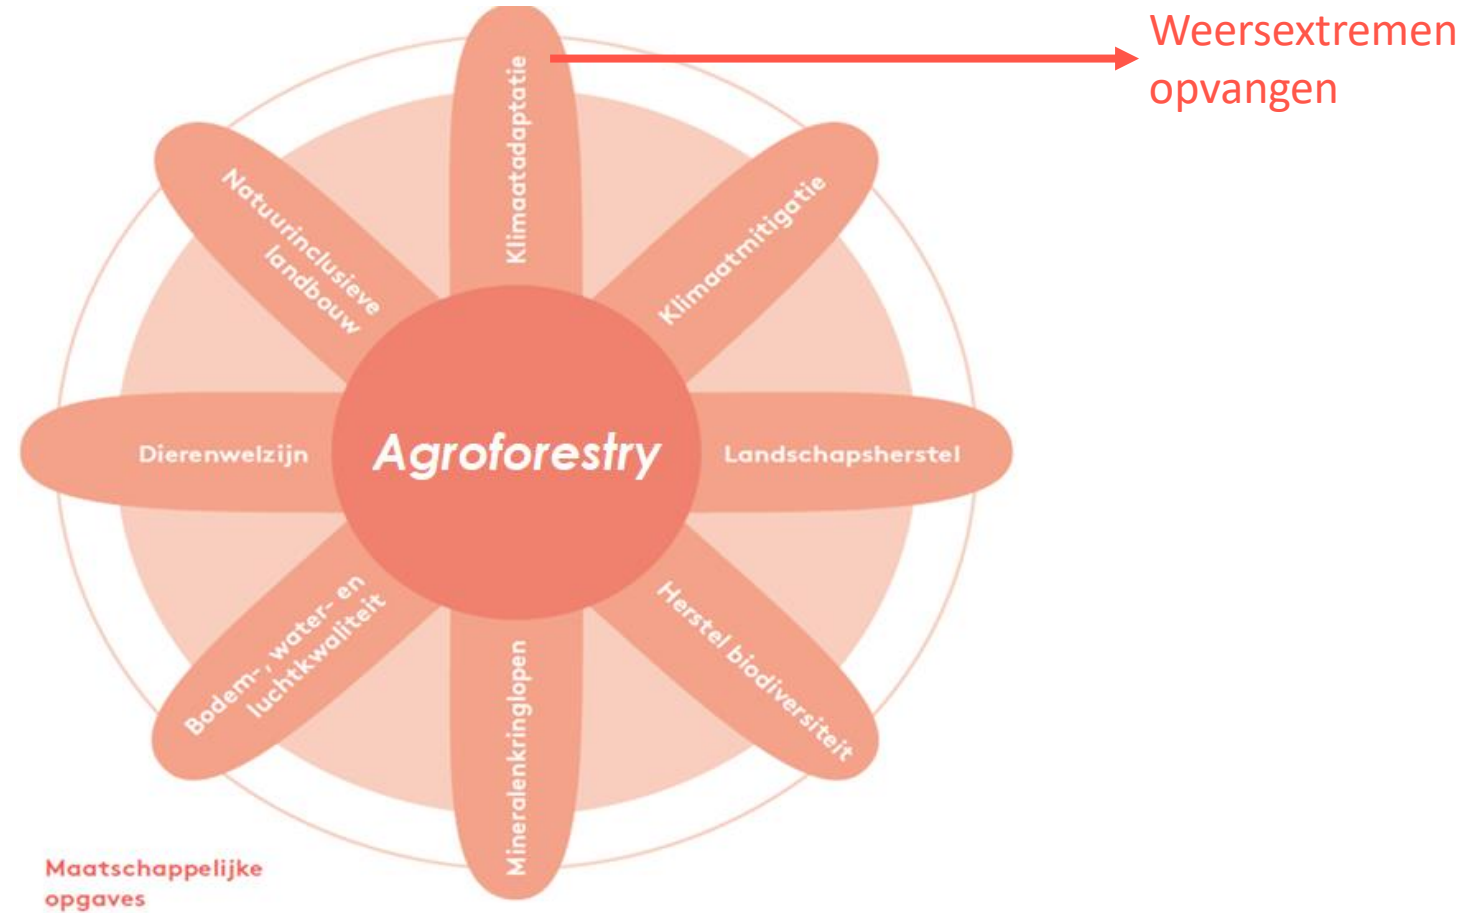 Weersextremen
opvangen
Klimaatadaptatie
Klimaatmitigatie
Natuurinclusieve
landbouw
Dierenwelzijn
Agroforestry
Landschapsherstel
Bodem-, water- en
luchtkwaliteit
Mineralenkringlopen
Herstel biodiversiteit
Maatschappelijke
opgaves